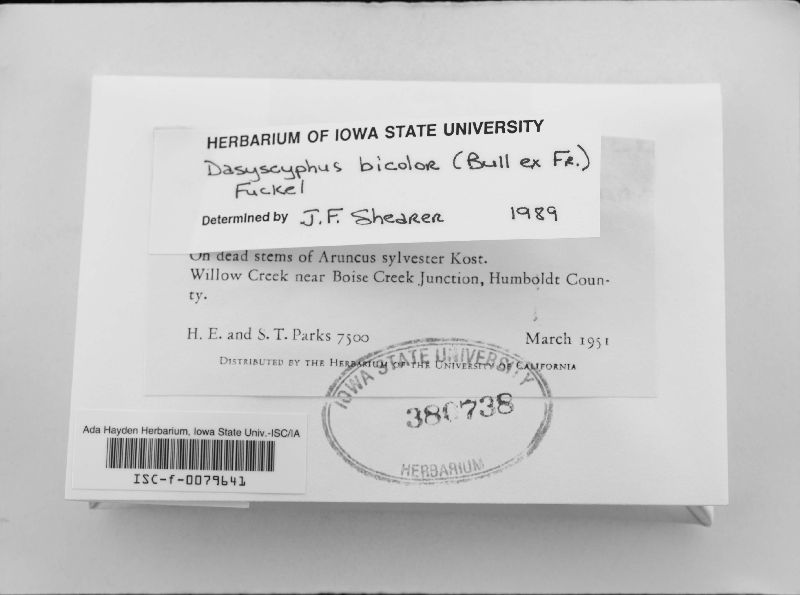 HERBARIUM OF IOWA STATE UNIVERSITY
Dasyscyphus bicolor (Bull ex Fr.)
Fuckel
Determined by J.F. Shearer 1989
On dead stems of Aruncus sylvester Kost.
Willow Creek near Boise Creek Junction, Humboldt Coun-
ty.
H. E. and S. T. Parks 7500 March 1951
DISTRIBUTED BY THE HERBARIUM OF THE UNIVERSITY OF CALIFORNIA
IOWA STATE UNIVERSITY
380738
HERBARIUM
Ada Hayden Herbarium, Iowa State Univ.-ISC/IA
ISC-f-0079641